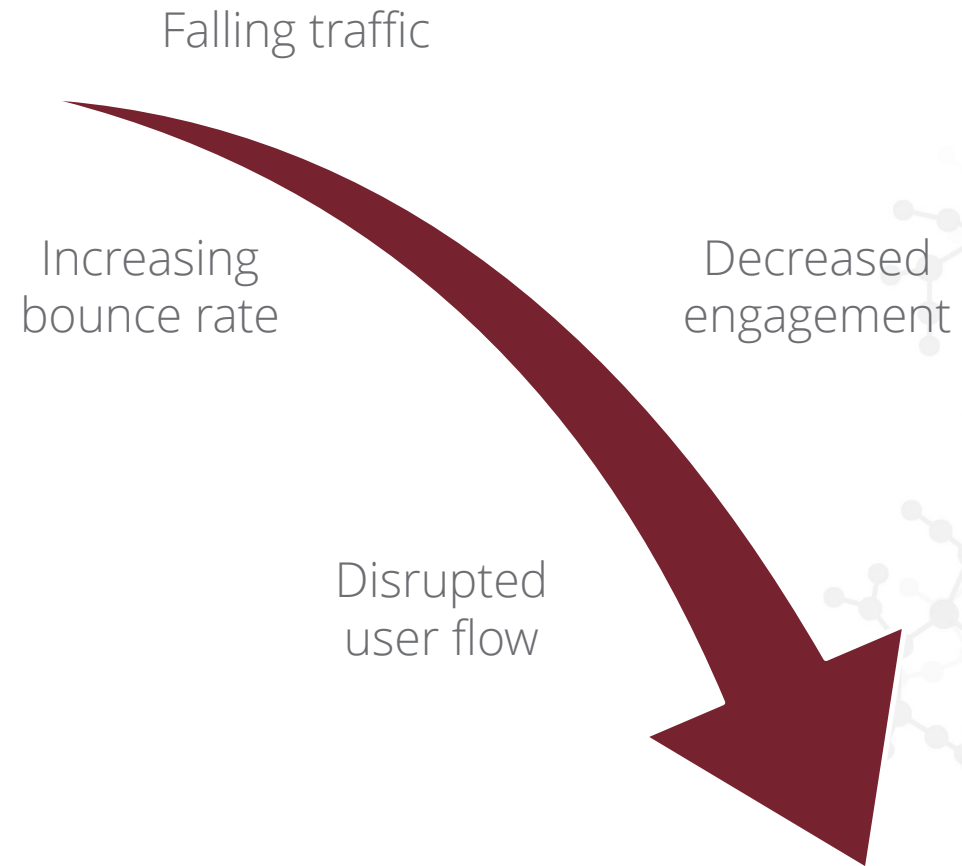 Falling traffic
Increasing
bounce rate
Decreased
engagement
Disrupted
user flow